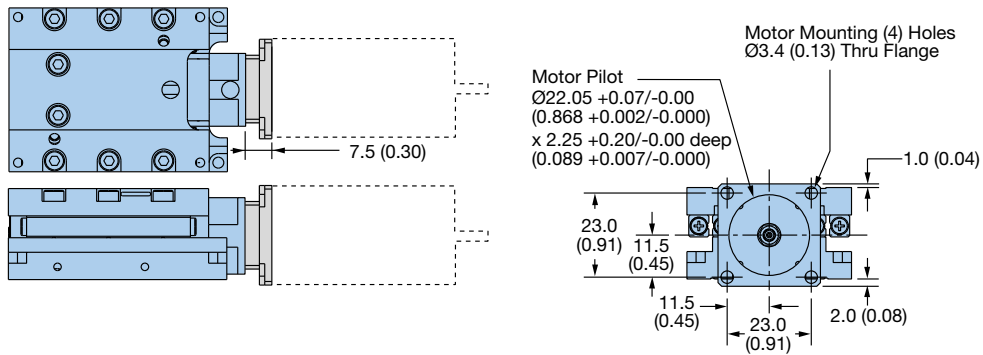 Motor Mounting (4) Holes
Ø3.4 (0.13) Thru Flange
Motor Pilot
Ø22.05 +0.07/-0.00
(0.868 +0.002/-0.000)
x 2.25 +0.20/-0.00 deep
(0.089 +0.007/-0.000)
7.5 (0.30)
1.0 (0.04)
23.0
(0.91)
11.5
(0.45)
11.5
(0.45)
23.0
(0.91)
2.0 (0.08)